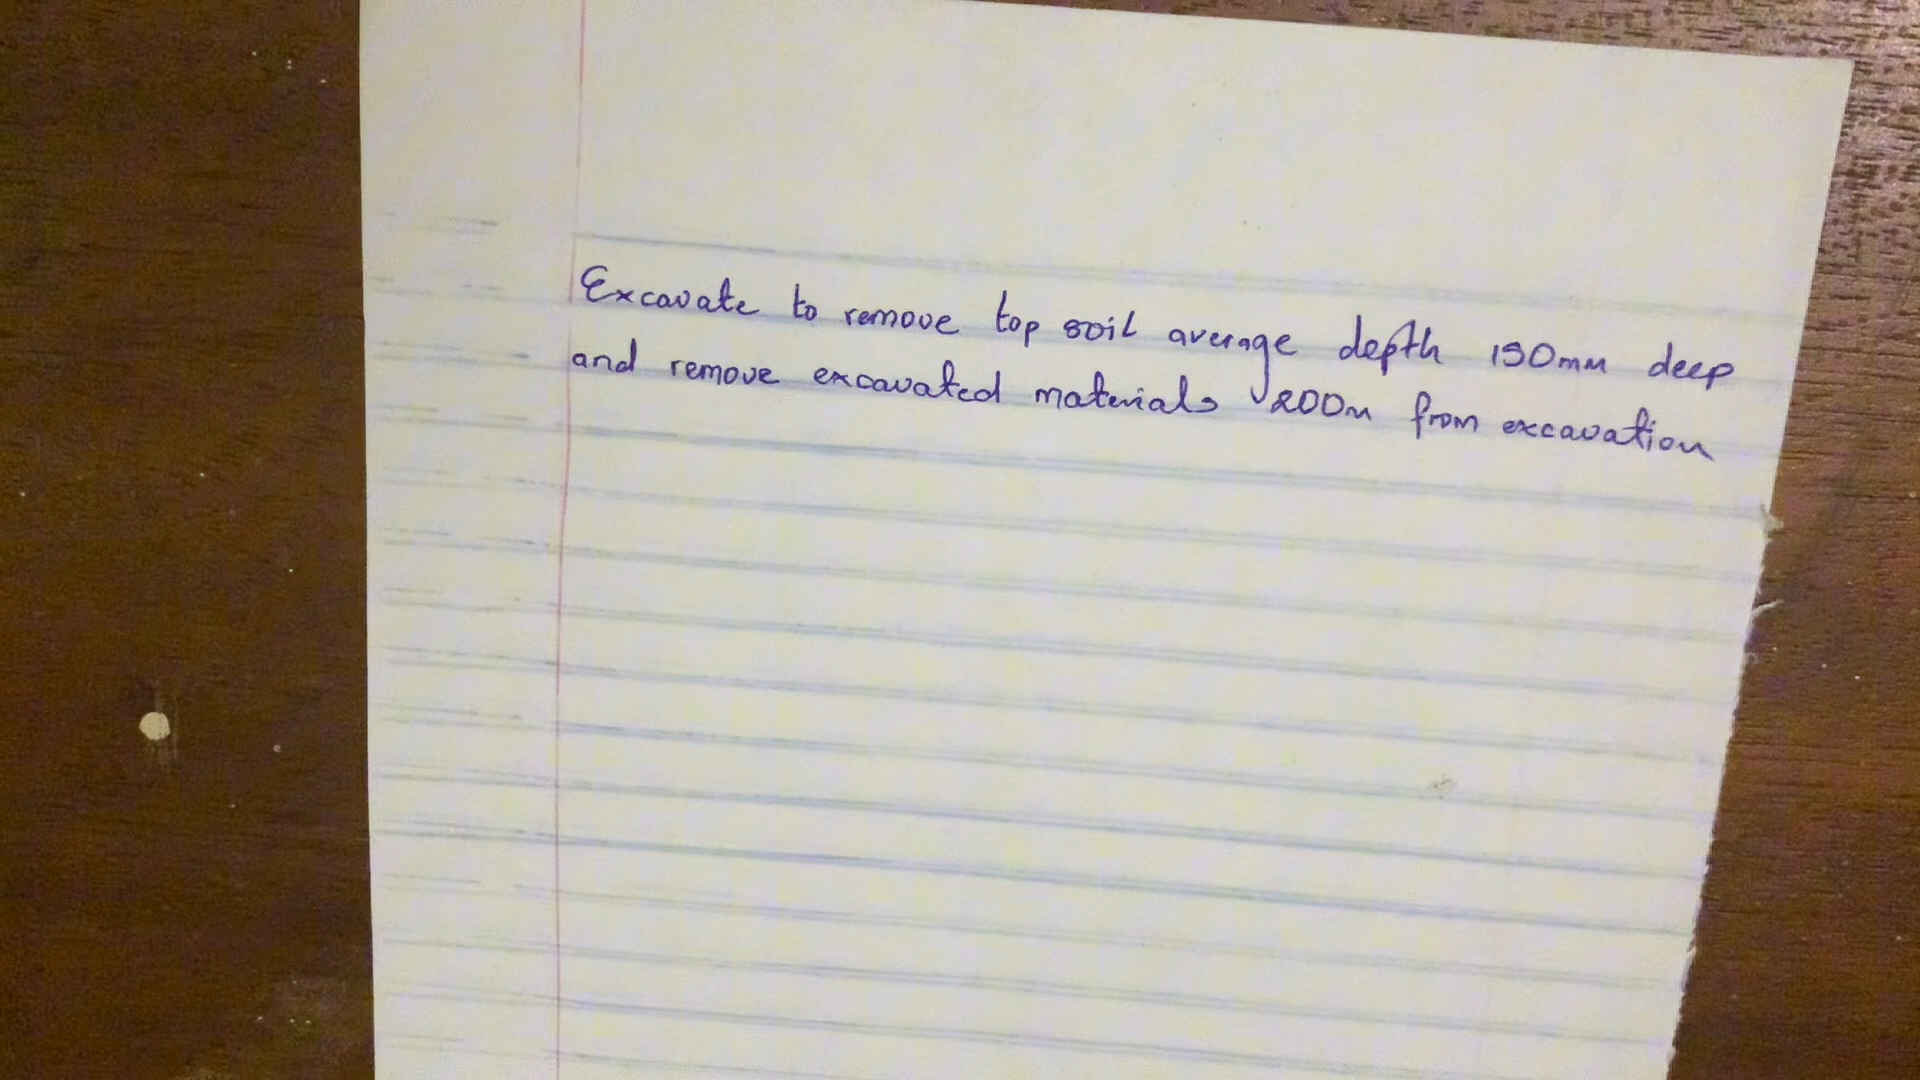 Excavate to remove top soil average depth 150mm deep
and remove excavated materials 200m from excavation